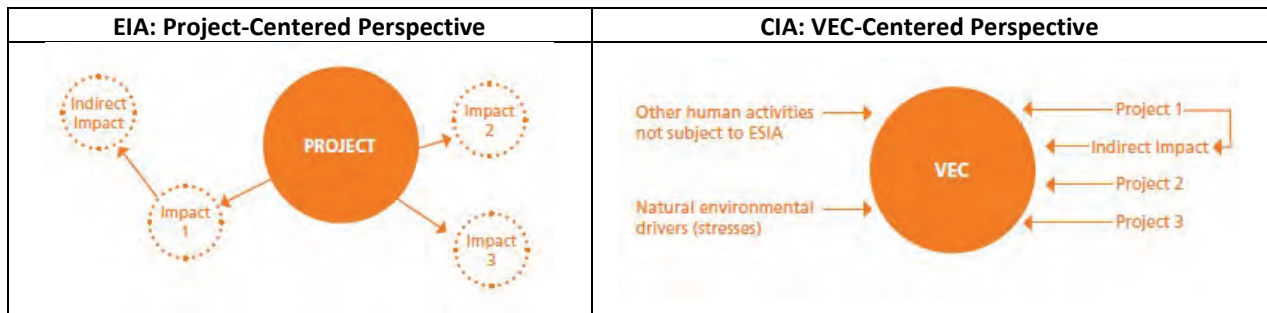 EIA: Project-Centered Perspective
CIA: VEC-Centered Perspective
Indirect
Impact
PROJECT
Impact
2
Impact
1
Impact
3
Other human activities
not subject to ESIA
Natural environmental
drivers (stresses)
VEC
Project 1
Indirect Impact
Project 2
Project 3